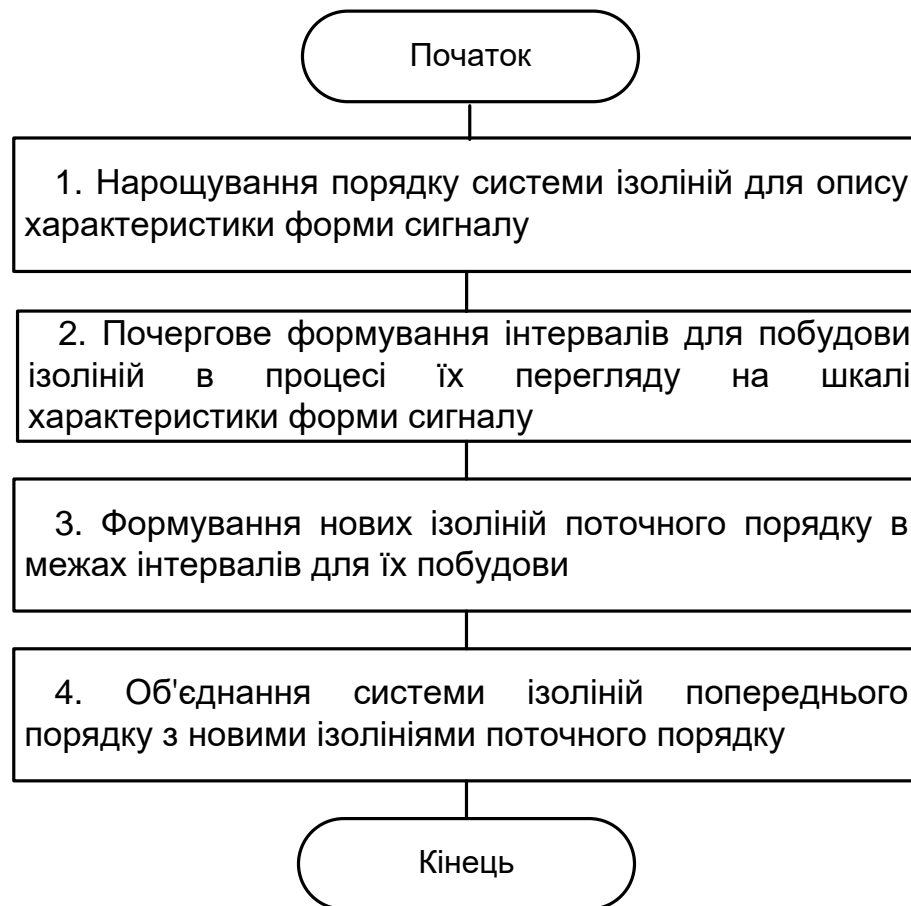 Початок
1. Нарощування порядку системи ізоліній для опису
характеристики форми сигналу
2. Почергове формування інтервалів для побудови
ізоліній в процесі їх перегляду на шкалі
характеристики форми сигналу
3. Формування нових ізоліній поточного порядку в
межах інтервалів для їх побудови
4. Об'єднання системи ізоліній попереднього
порядку з новими ізолініями поточного порядку
Кінець